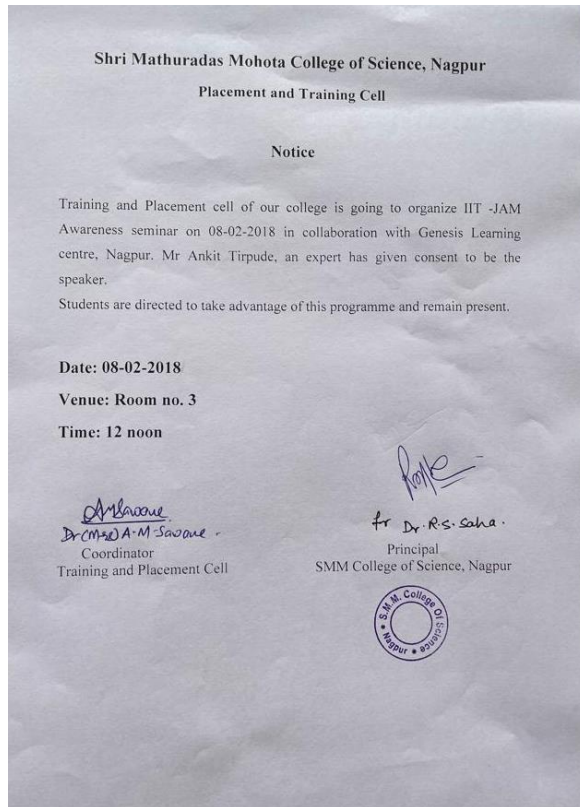 Shri Mathuradas Mohota College of Science, Nagpur
Placement and Training Cell
Notice
Training and Placement cell of our college is going to organize IIT -JAM
Awareness seminar on 08-02-2018 in collaboration with Genesis Learning
centre, Nagpur. Mr Ankit Tirpude, an expert has given consent to be the
speaker.
Students are directed to take advantage of this programme and remain present.
Date: 08-02-2018
Venue: Room no. 3
Time: 12 noon
AMSavane
Dr (Mrs) A-M-Savane.
Coordinator
Training and Placement Cell
fr Dr. R.S. Saha.
Principal
SMM College of Science, Nagpur
S.M.M. College Of Science
Nagpur